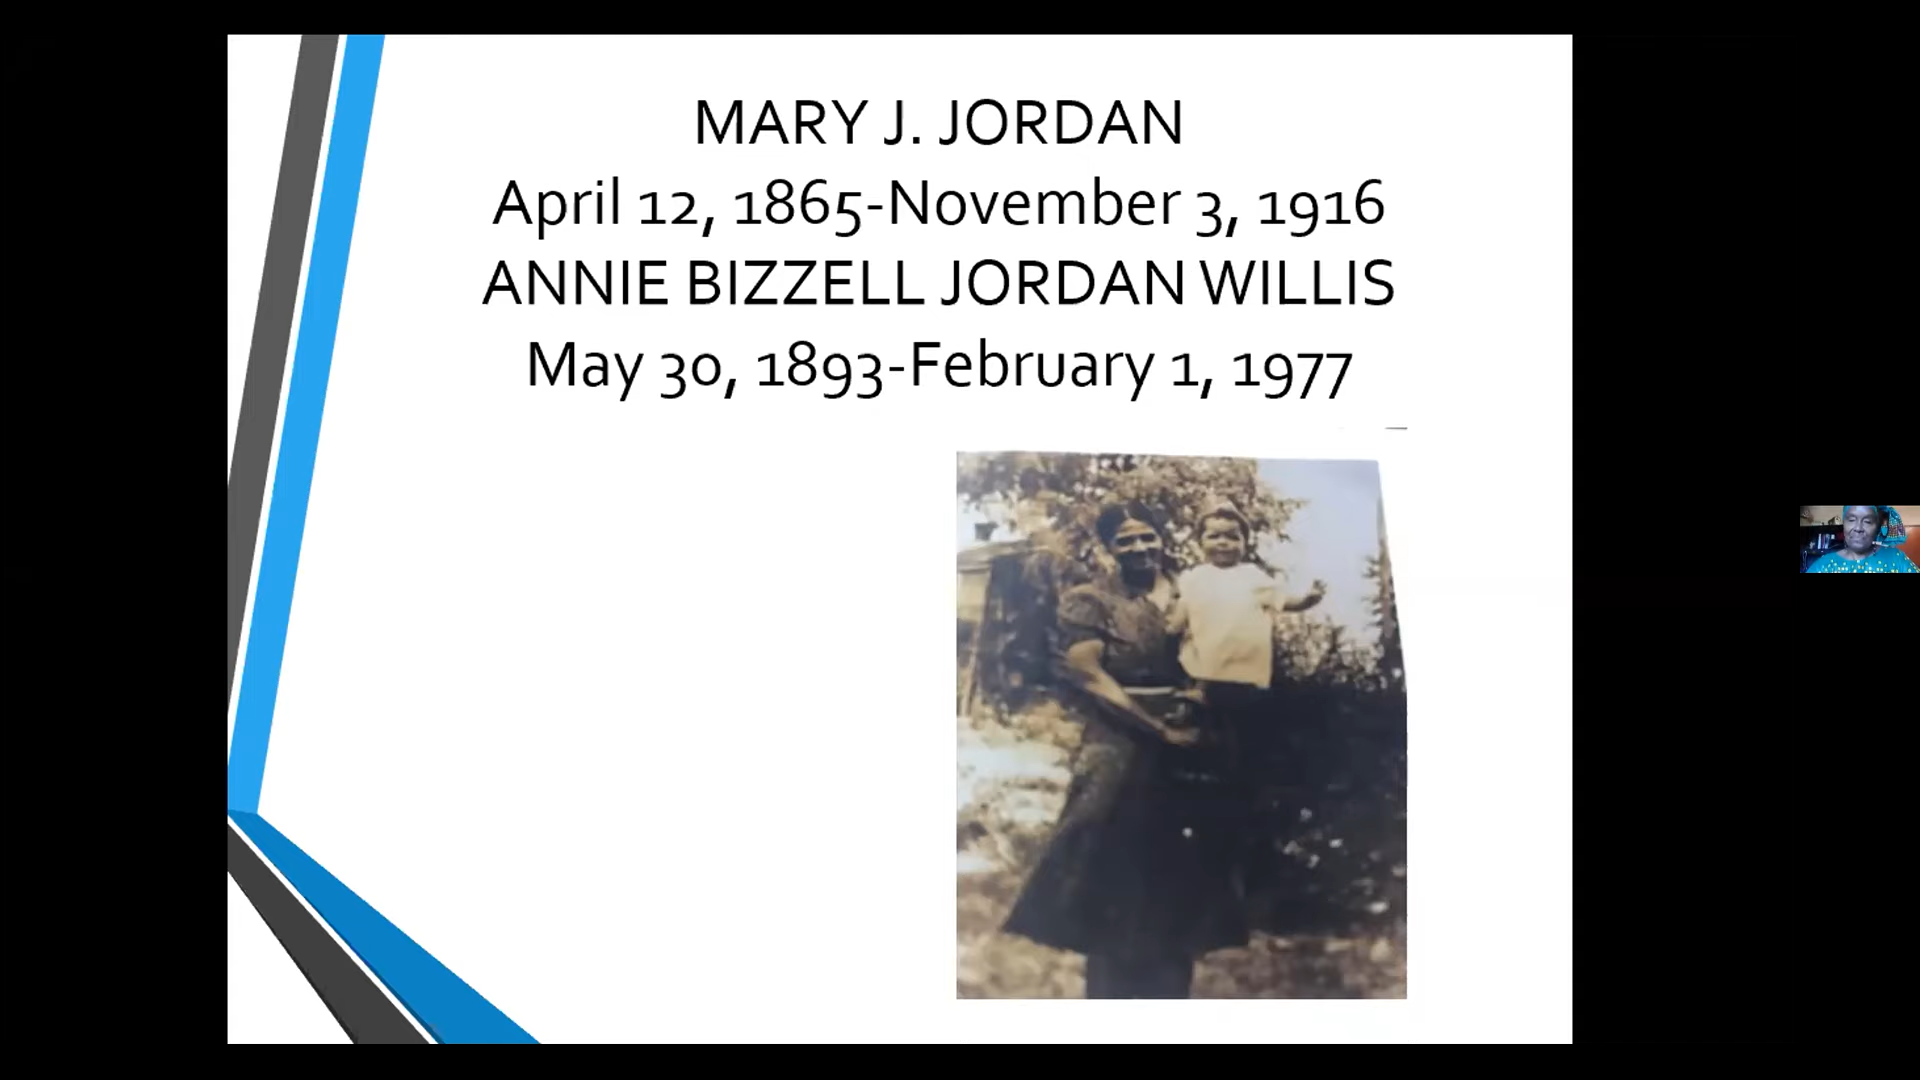 MARY J. JORDAN
April 12, 1865-November 3, 1916
ANNIE BIZZELL JORDAN WILLIS
May 30, 1893-February 1, 1977